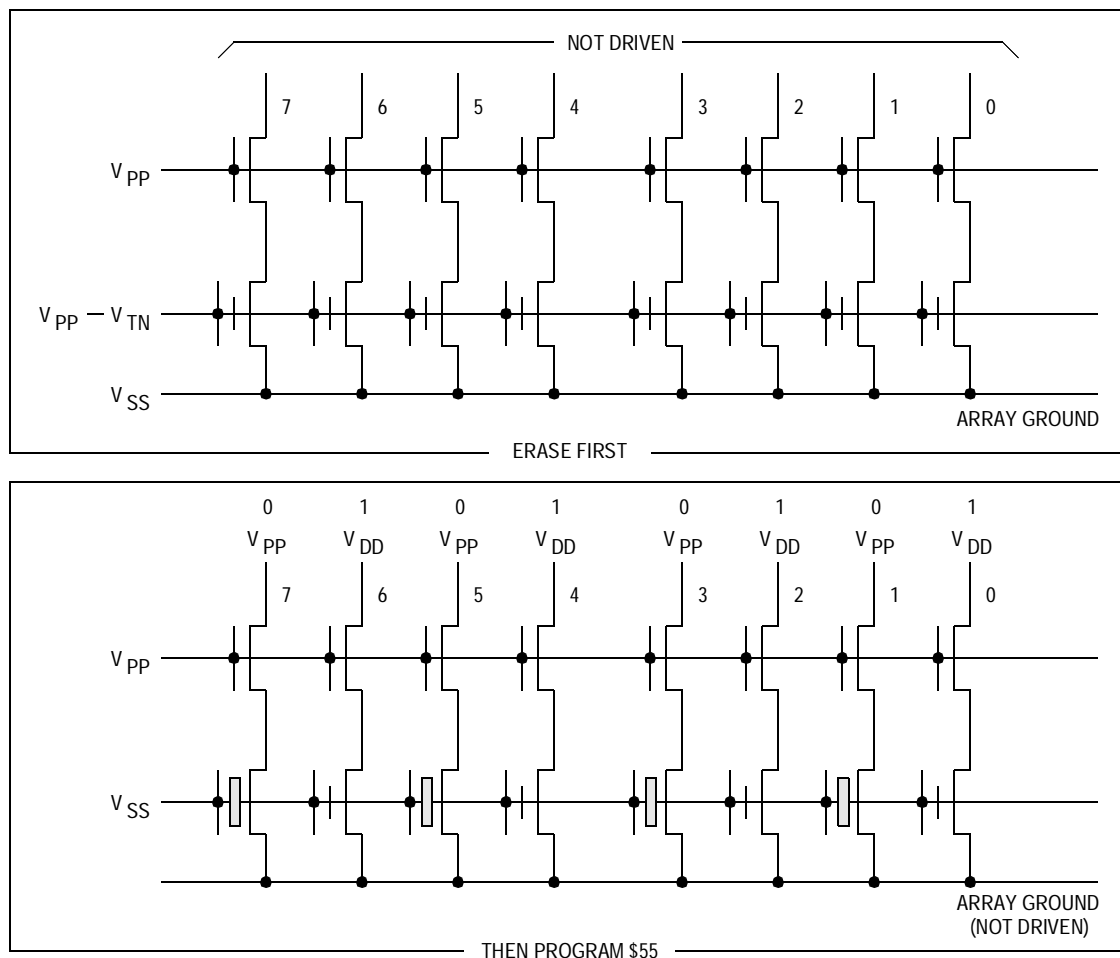 NOT DRIVEN
7 6 5 4 3 2 1 0
V PP
V PP – V TN
V SS
ARRAY GROUND
ERASE FIRST
0 1 0 1 0 1 0 1
V PP V DD V PP V DD V PP V DD V PP V DD
7 6 5 4 3 2 1 0
V PP
V SS
ARRAY GROUND
(NOT DRIVEN)
THEN PROGRAM $55